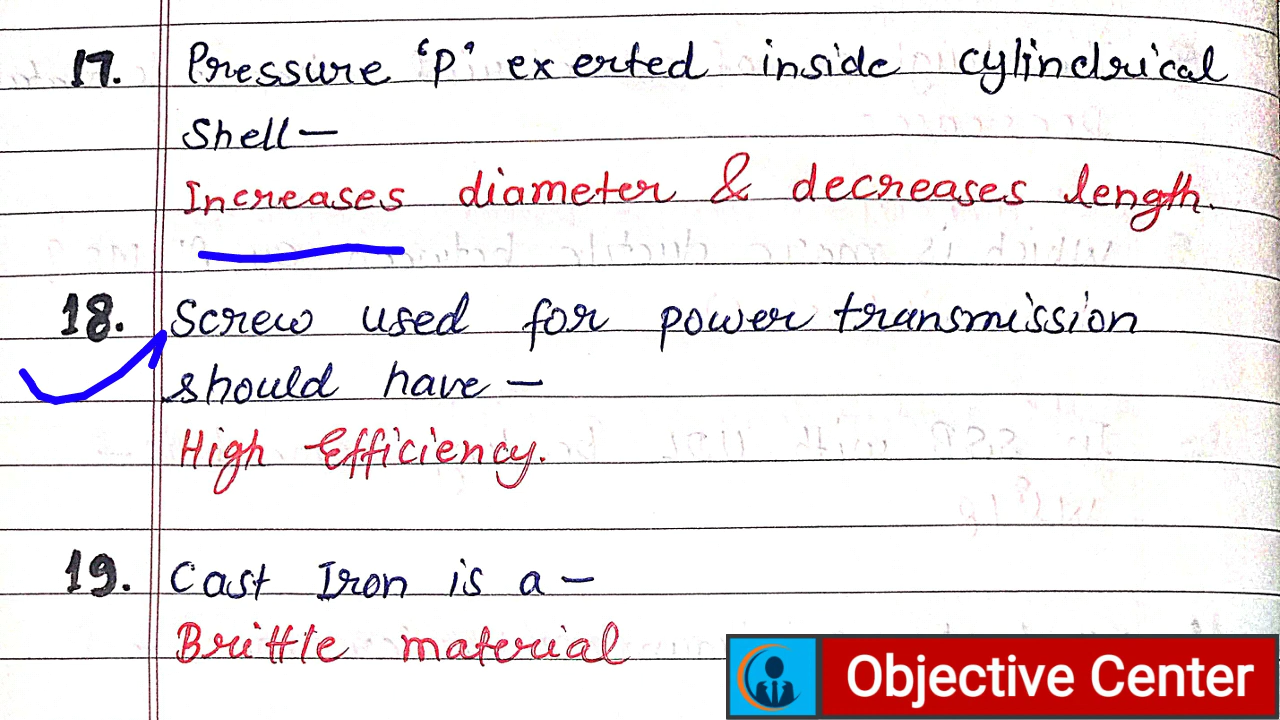 17. Pressure 'P' exerted inside cylindrical
Shell—
Increases diameter & decreases length.
18. Screw used for power transmission
should have—
High Efficiency.
19. Cast Iron is a—
Brittle material
Objective Center